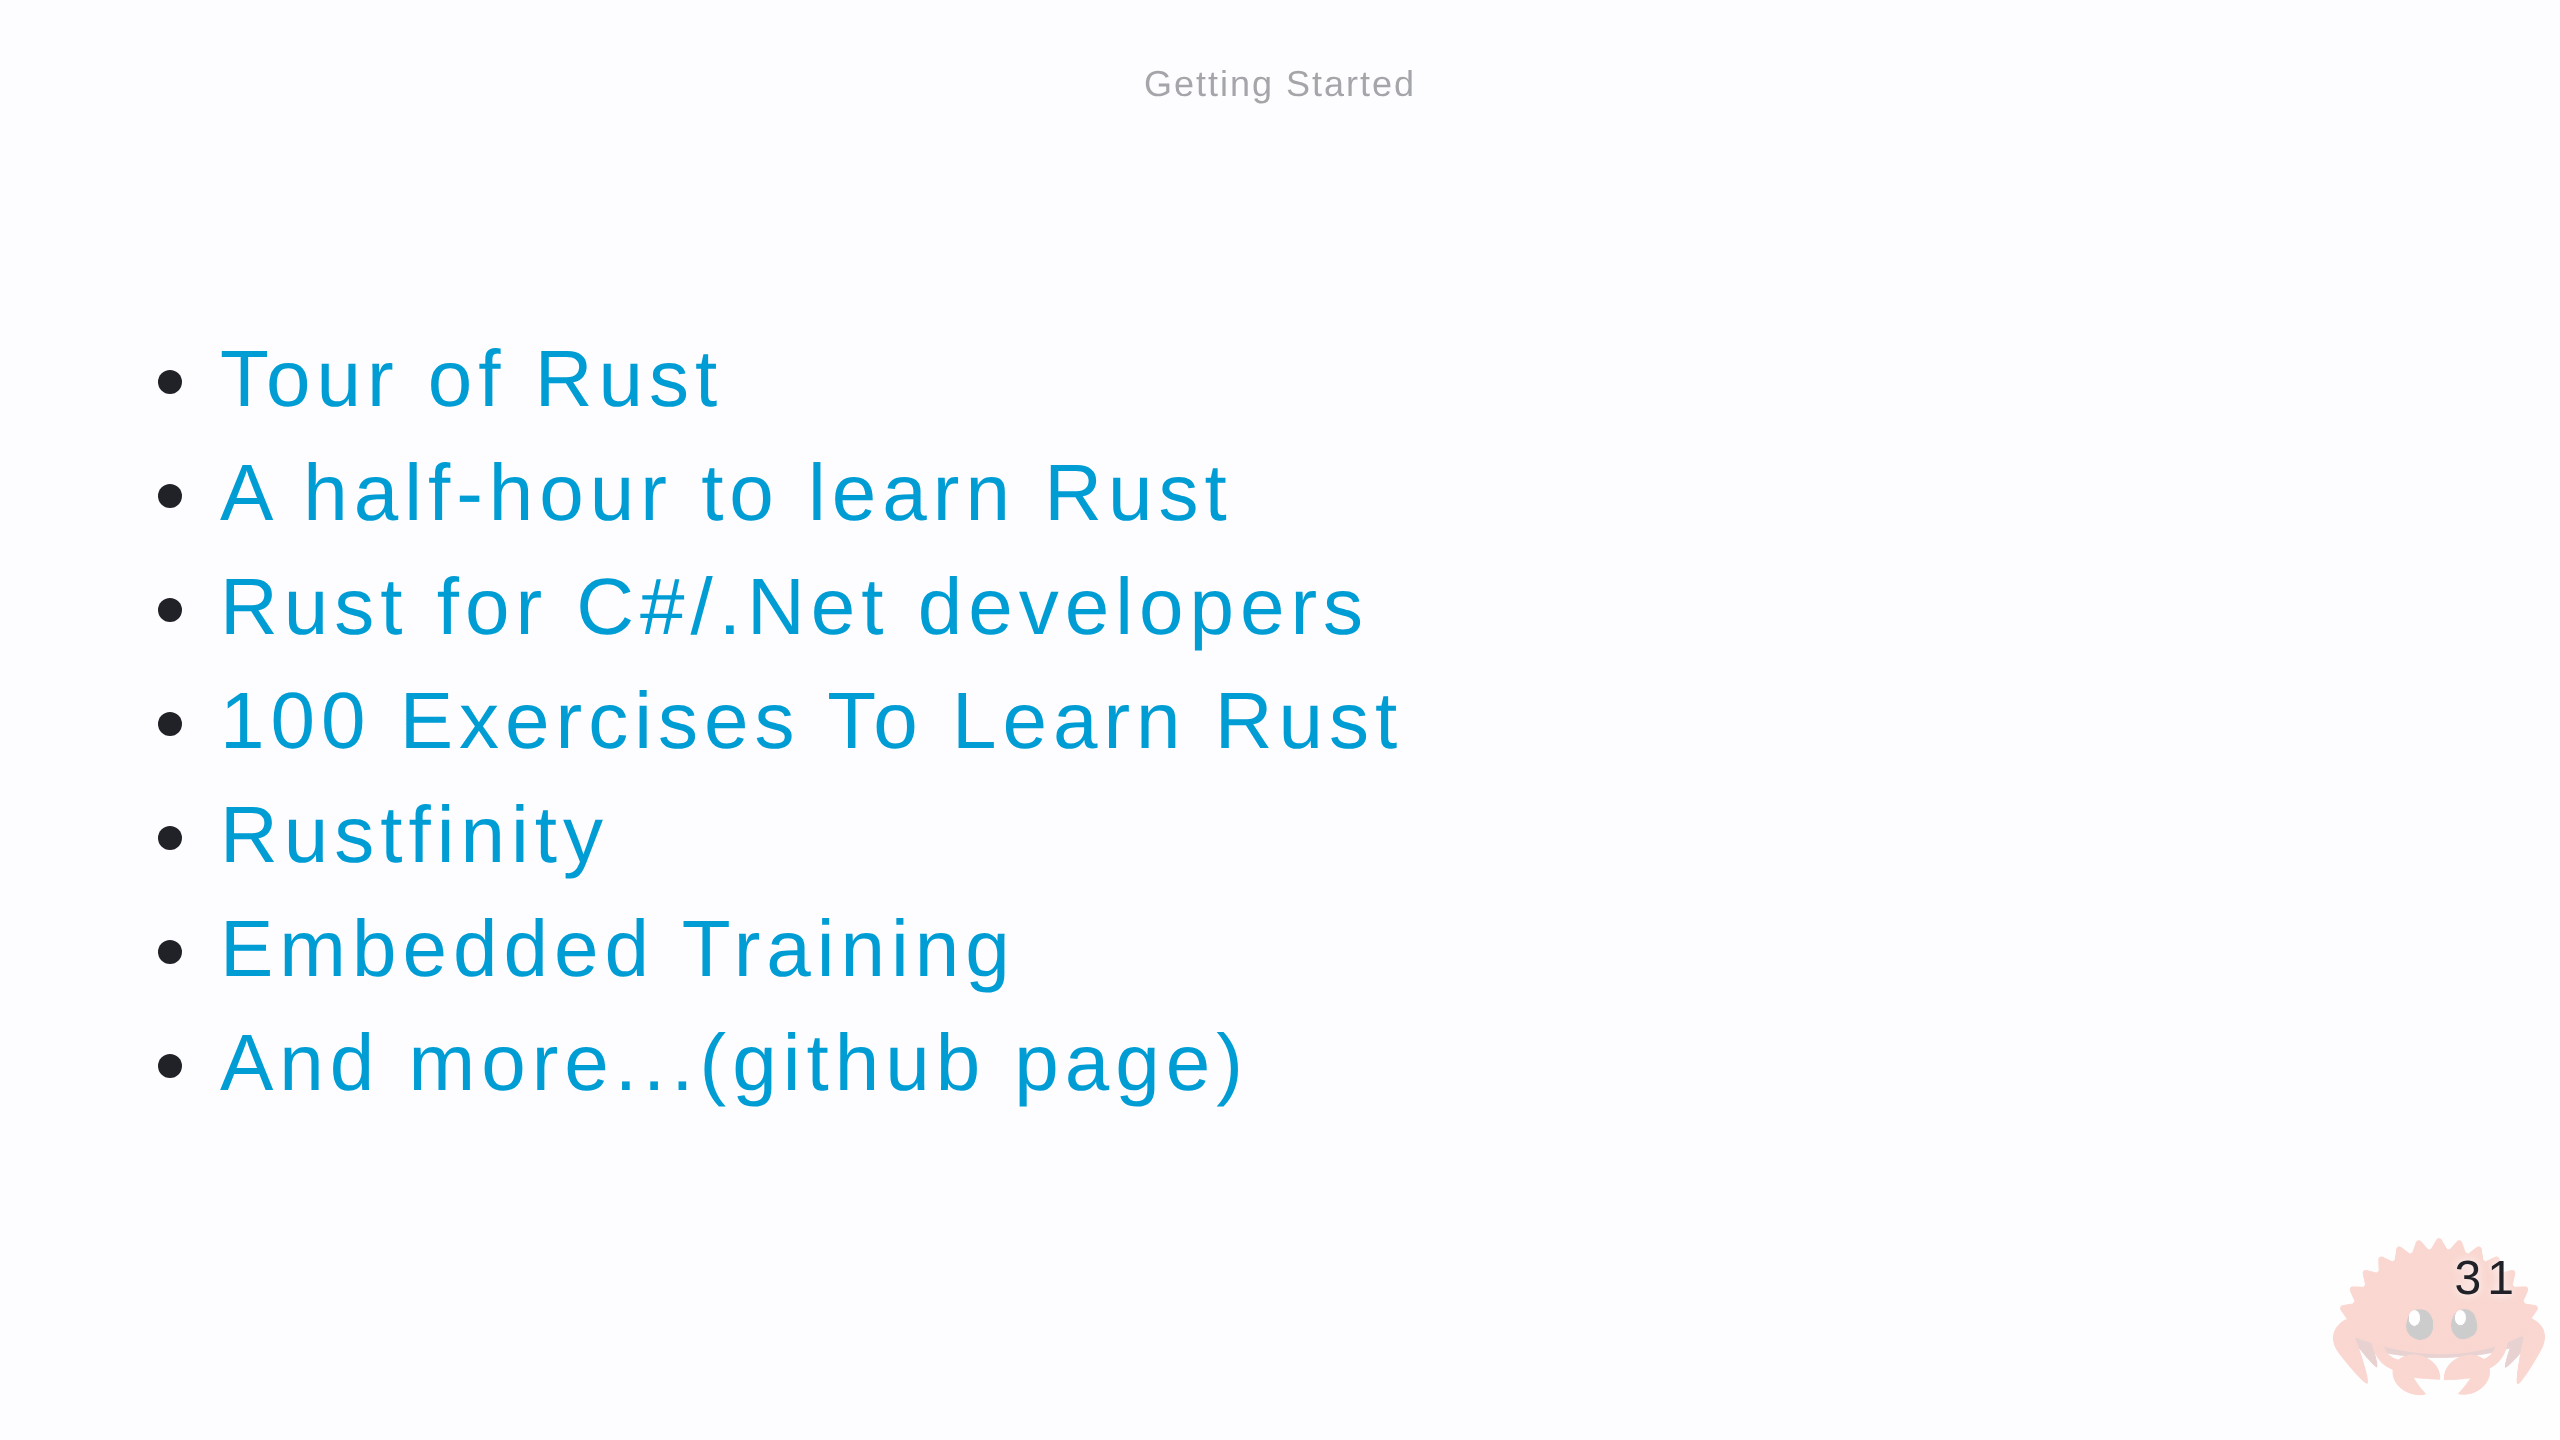 Getting Started
Tour of Rust
A half-hour to learn Rust
Rust for C#/.Net developers
100 Exercises To Learn Rust
Rustfinity
Embedded Training
And more...(github page)
31